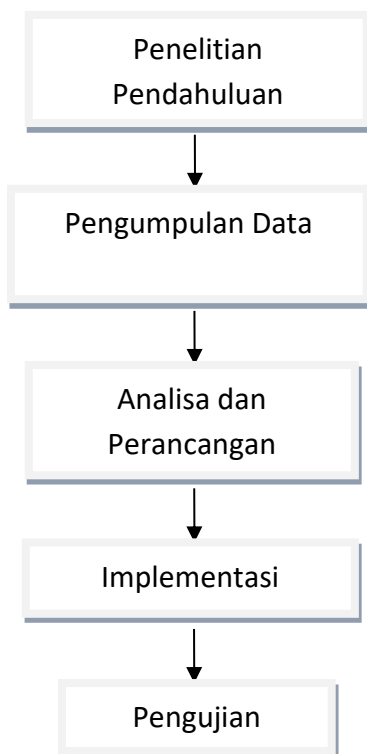 Penelitian
Pendahuluan
Pengumpulan Data
Analisa dan
Perancangan
Implementasi
Pengujian